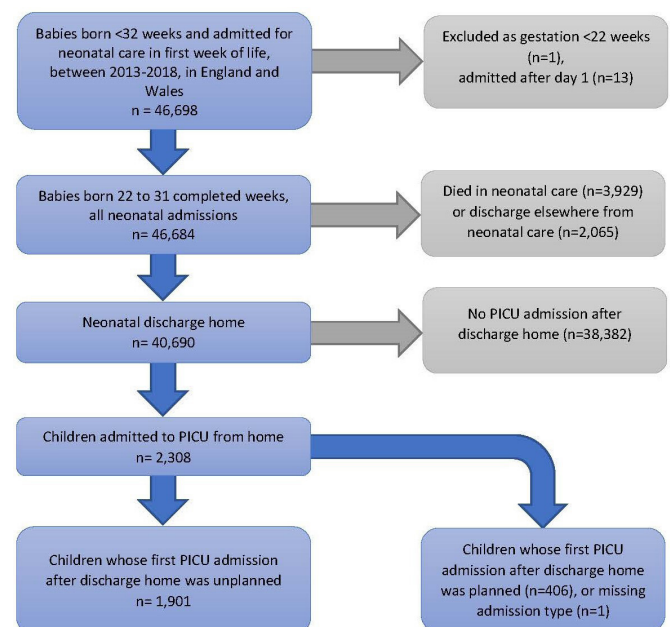 Babies born <32 weeks and admitted for
neonatal care in first week of life,
between 2013-2018, in England and
Wales
n = 46,698
Excluded as gestation <22 weeks
(n=1),
admitted after day 1 (n=13)
Babies born 22 to 31 completed weeks,
all neonatal admissions
n= 46,684
Died in neonatal care (n=3,929)
or discharge elsewhere from
neonatal care (n=2,065)
Neonatal discharge home
n= 40,690
No PICU admission after
discharge home (n=38,382)
Children admitted to PICU from home
n= 2,308
Children whose first PICU admission
after discharge home was unplanned
n= 1,901
Children whose first PICU
admission after discharge home
was planned (n=406), or missing
admission type (n=1)